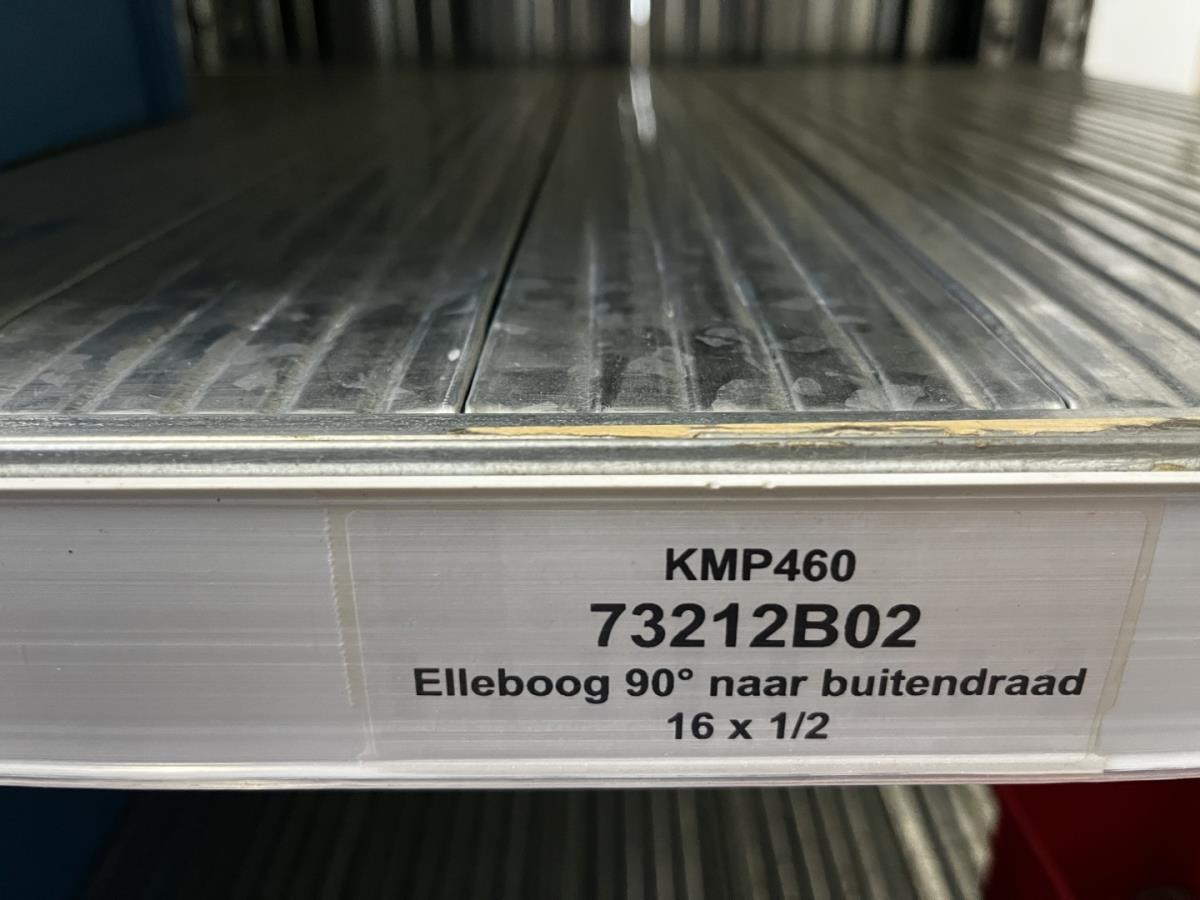 KMP460
73212B02
Elleboog 90° naar buitendraad
16 x 1/2